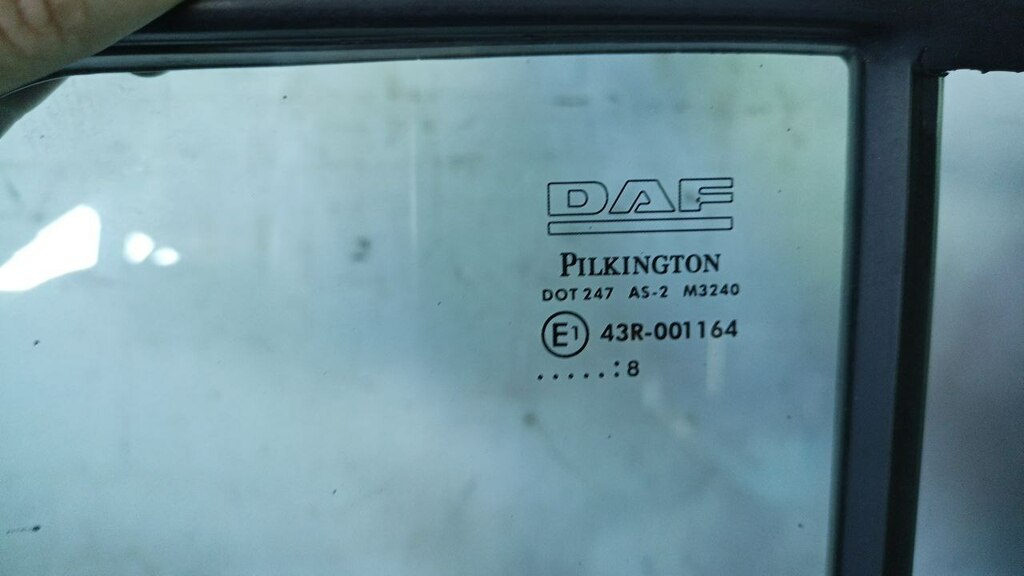 DAF
PILKINGTON
DOT 247 AS-2 M3240
E1 43R-001164
.....:8